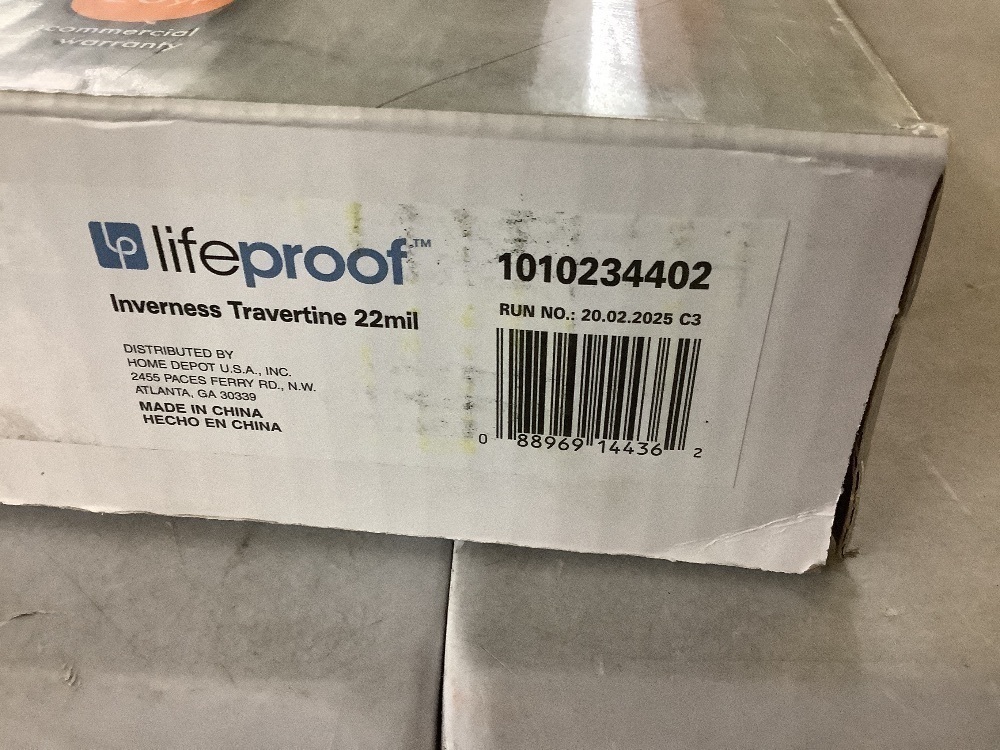 commercial
warranty
lp lifeproof™
Inverness Travertine 22mil
DISTRIBUTED BY
HOME DEPOT U.S.A., INC.
2455 PACES FERRY RD., N.W.
ATLANTA, GA 30339
MADE IN CHINA
HECHO EN CHINA
1010234402
RUN NO.: 20.02.2025 C3
0 88969 14436 2